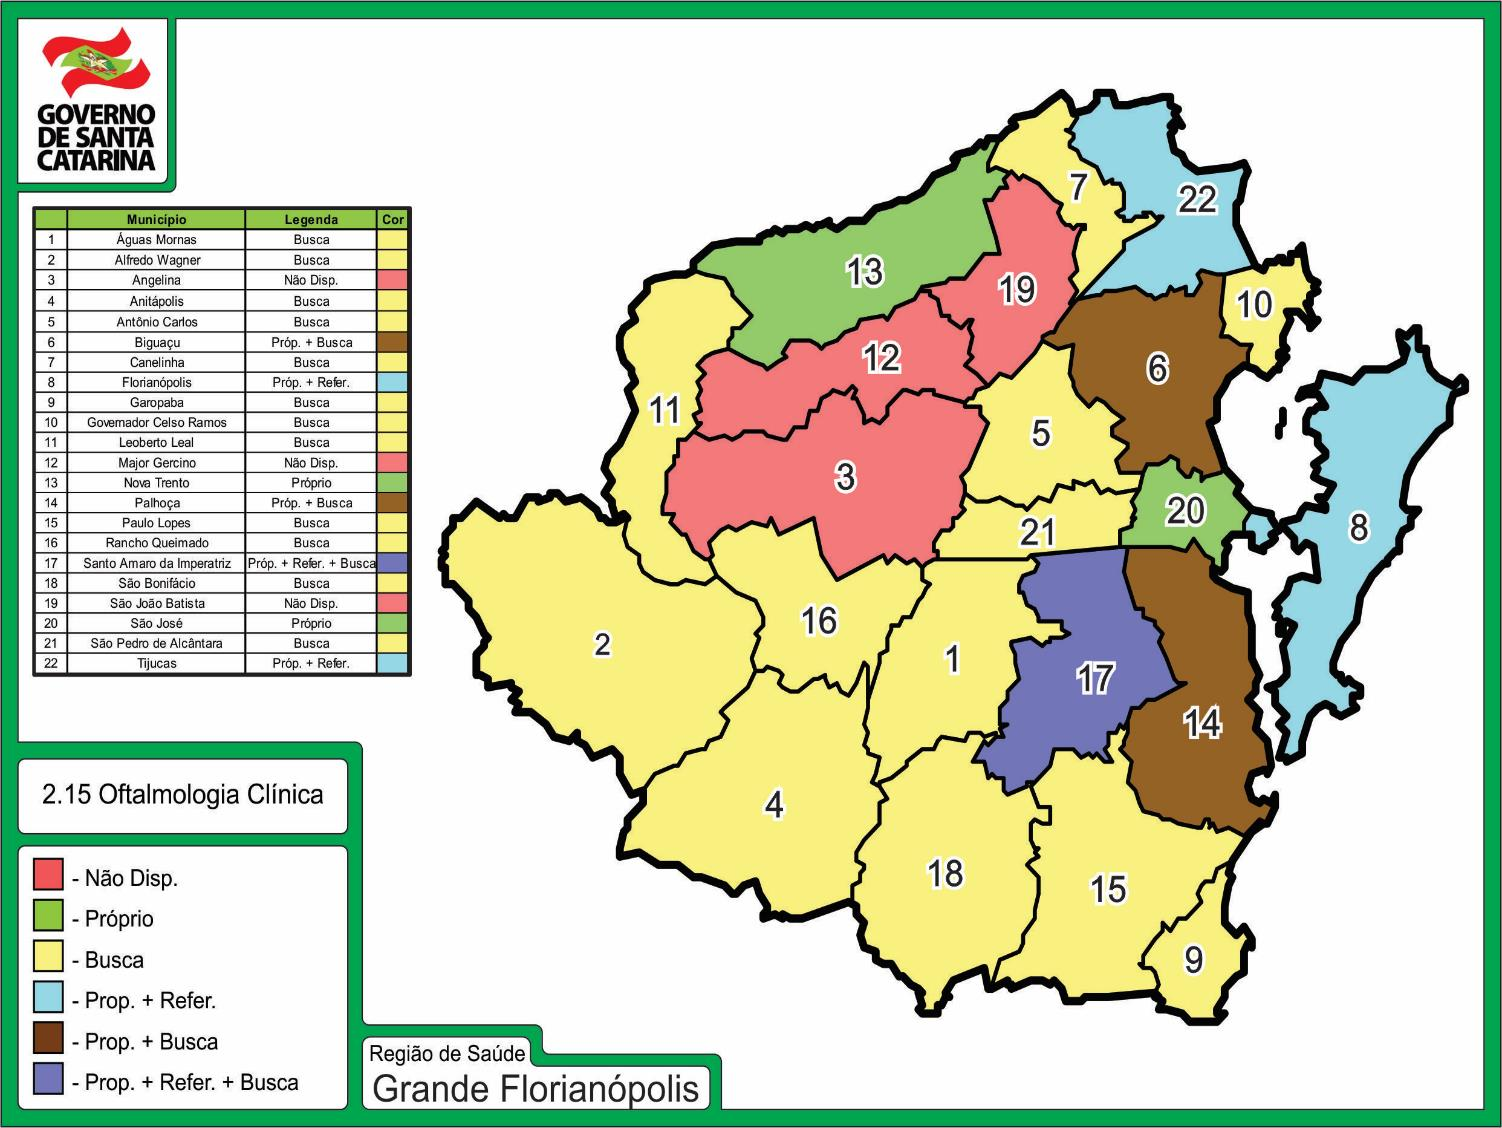 GOVERNO
DE SANTA
CATARINA
Município Legenda Cor
1 Águas Mornas Busca
2 Alfredo Wagner Busca
3 Angelina Não Disp.
4 Anitápolis Busca
5 Antônio Carlos Busca
6 Biguaçu Próp. + Busca
7 Canelinha Busca
8 Florianópolis Próp. + Refer.
9 Garopaba Busca
10 Governador Celso Ramos Busca
11 Leoberto Leal Busca
12 Major Gercino Não Disp.
13 Nova Trento Próprio
14 Palhoça Próp. + Busca
15 Paulo Lopes Busca
16 Rancho Queimado Busca
17 Santo Amaro da Imperatriz Próp. + Refer. + Busca
18 São Bonifácio Busca
19 São João Batista Não Disp.
20 São José Próprio
21 São Pedro de Alcântara Busca
22 Tijucas Próp. + Refer.
7
22
13
19
10
12
6
11
5
3
20
21
8
16
2
1
17
14
4
18
15
9
2.15 Oftalmologia Clínica
- Não Disp.
- Próprio
- Busca
- Prop. + Refer.
- Prop. + Busca
- Prop. + Refer. + Busca
Região de Saúde
Grande Florianópolis